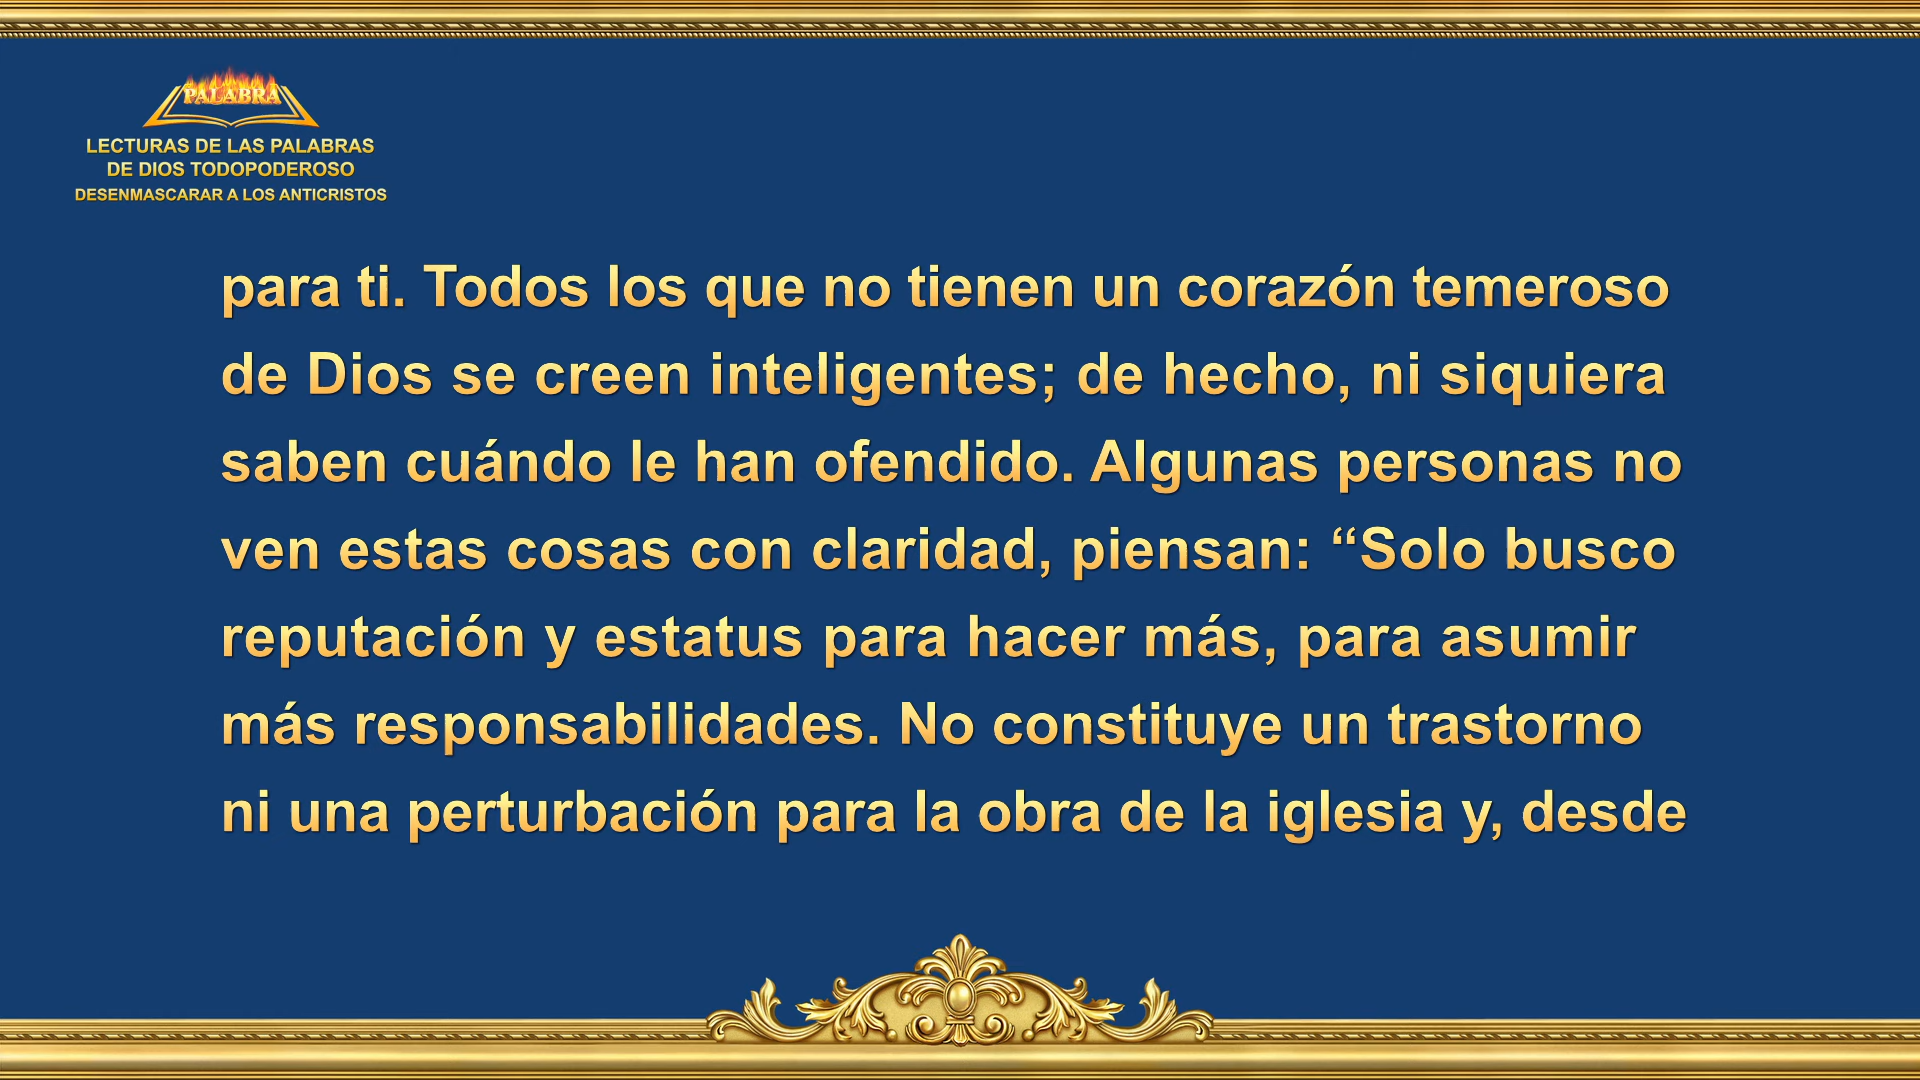 PALABRA
LECTURAS DE LAS PALABRAS
DE DIOS TODOPODEROSO
DESENMASCARAR A LOS ANTICRISTOS
para ti. Todos los que no tienen un corazón temeroso
de Dios se creen inteligentes; de hecho, ni siquiera
saben cuándo le han ofendido. Algunas personas no
ven estas cosas con claridad, piensan: “Solo busco
reputación y estatus para hacer más, para asumir
más responsabilidades. No constituye un trastorno
ni una perturbación para la obra de la iglesia y, desde